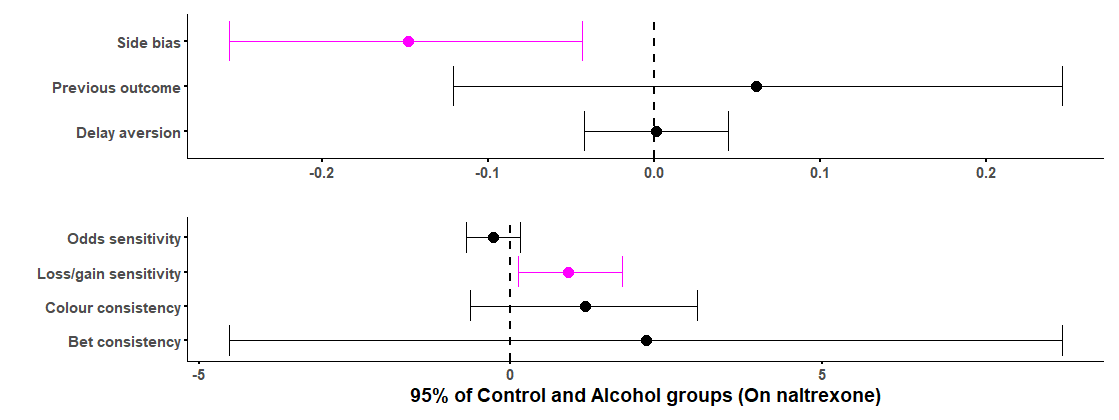 Side bias
Previous outcome
Delay aversion
-0.2 -0.1 0.0 0.1 0.2
Odds sensitivity
Loss/gain sensitivity
Colour consistency
Bet consistency
-5 0 5
95% of Control and Alcohol groups (On naltrexone)